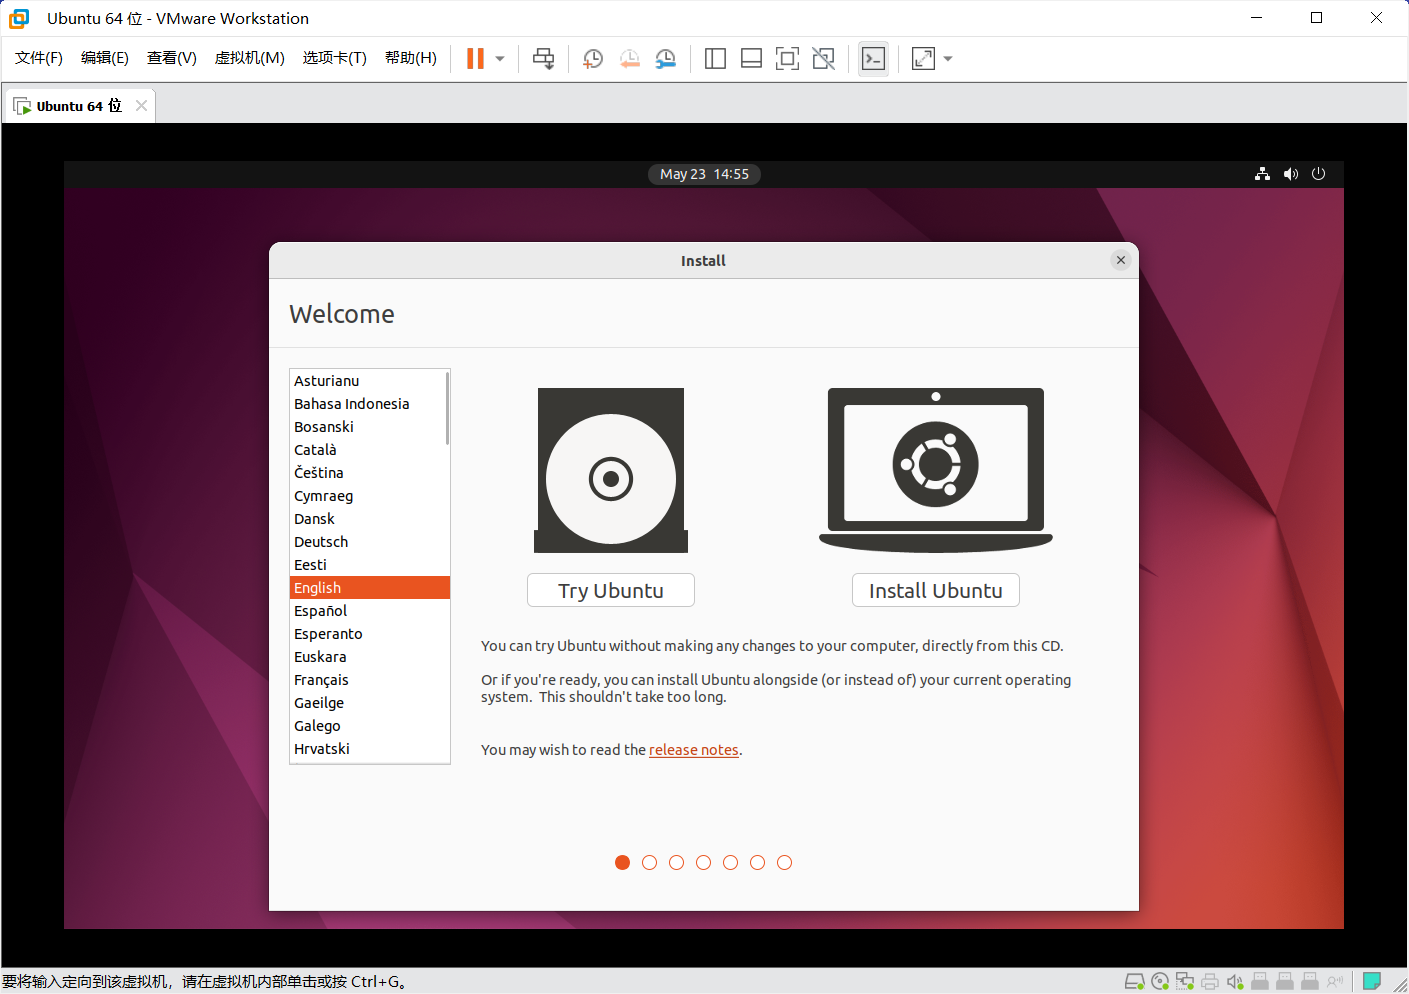 Ubuntu 64 位 - VMware Workstation
文件(F) 编辑(E) 查看(V) 虚拟机(M) 选项卡(T) 帮助(H)
Ubuntu 64 位
May 23 14:55
Install
Welcome
Asturianu
Bahasa Indonesia
Bosanski
Català
Čeština
Cymraeg
Dansk
Deutsch
Eesti
English
Español
Esperanto
Euskara
Français
Gaeilge
Galego
Hrvatski
Try Ubuntu
Install Ubuntu
You can try Ubuntu without making any changes to your computer, directly from this CD.
Or if you're ready, you can install Ubuntu alongside (or instead of) your current operating
system. This shouldn't take too long.
You may wish to read the release notes.
要将输入定向到该虚拟机，请在虚拟机内部单击或按 Ctrl+G。